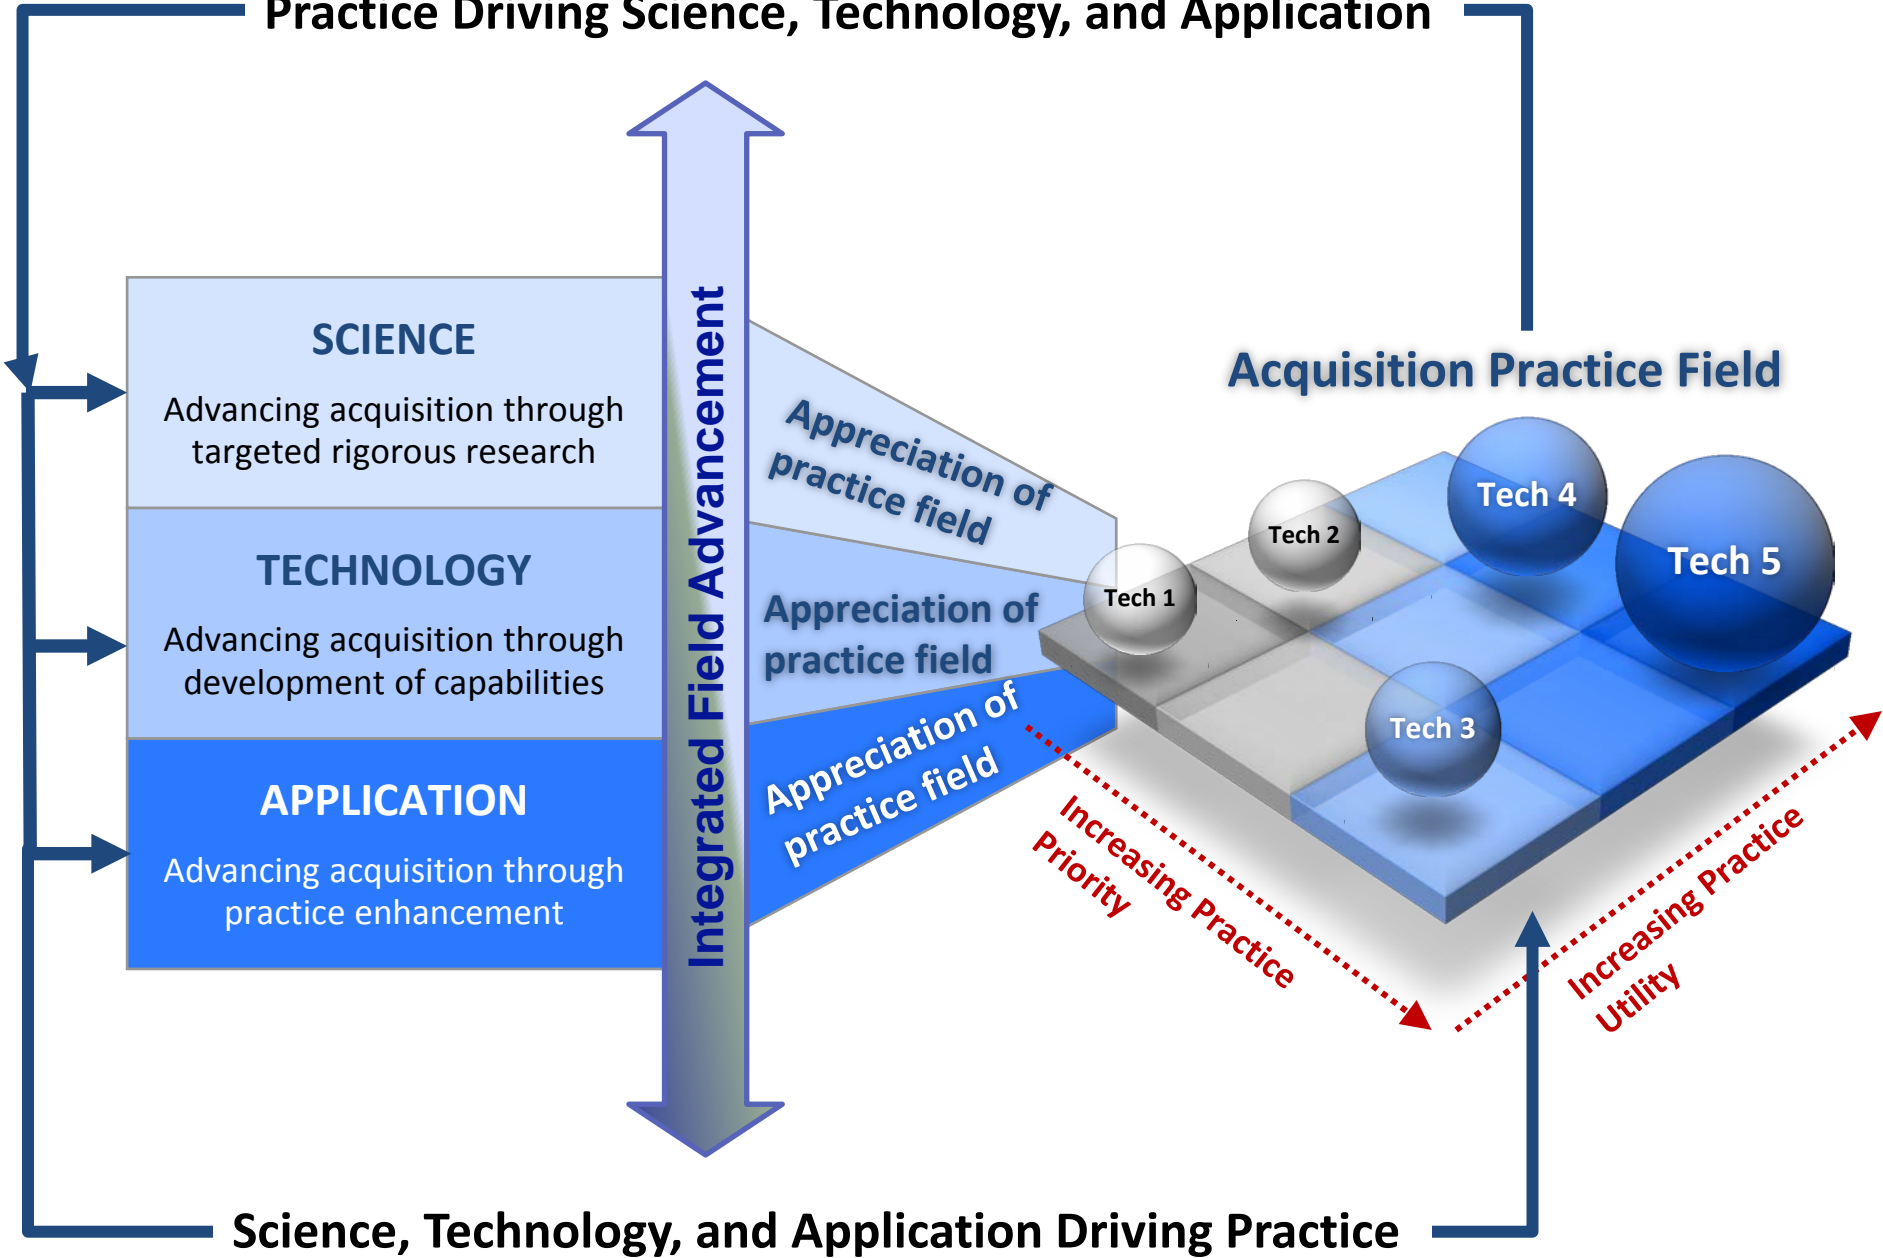 Practice Driving Science, Technology, and Application
SCIENCE
Advancing acquisition through
targeted rigorous research
TECHNOLOGY
Advancing acquisition through
development of capabilities
APPLICATION
Advancing acquisition through
practice enhancement
Integrated Field Advancement
Appreciation of
practice field
Appreciation of
practice field
Appreciation of
practice field
Acquisition Practice Field
Tech 1
Tech 2
Tech 3
Tech 4
Tech 5
Increasing Practice
Priority
Increasing Practice
Utility
Science, Technology, and Application Driving Practice